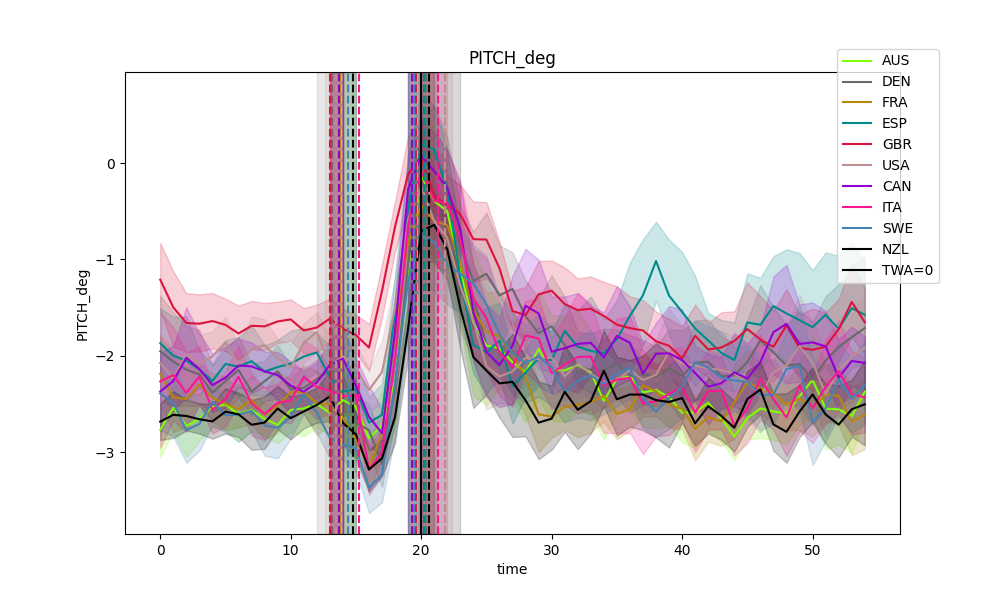 PITCH_deg
AUS
DEN
FRA
ESP
GBR
USA
CAN
ITA
SWE
NZL
TWA=0
PITCH_deg
0
−1
−2
−3
0
10
20
30
40
50
time